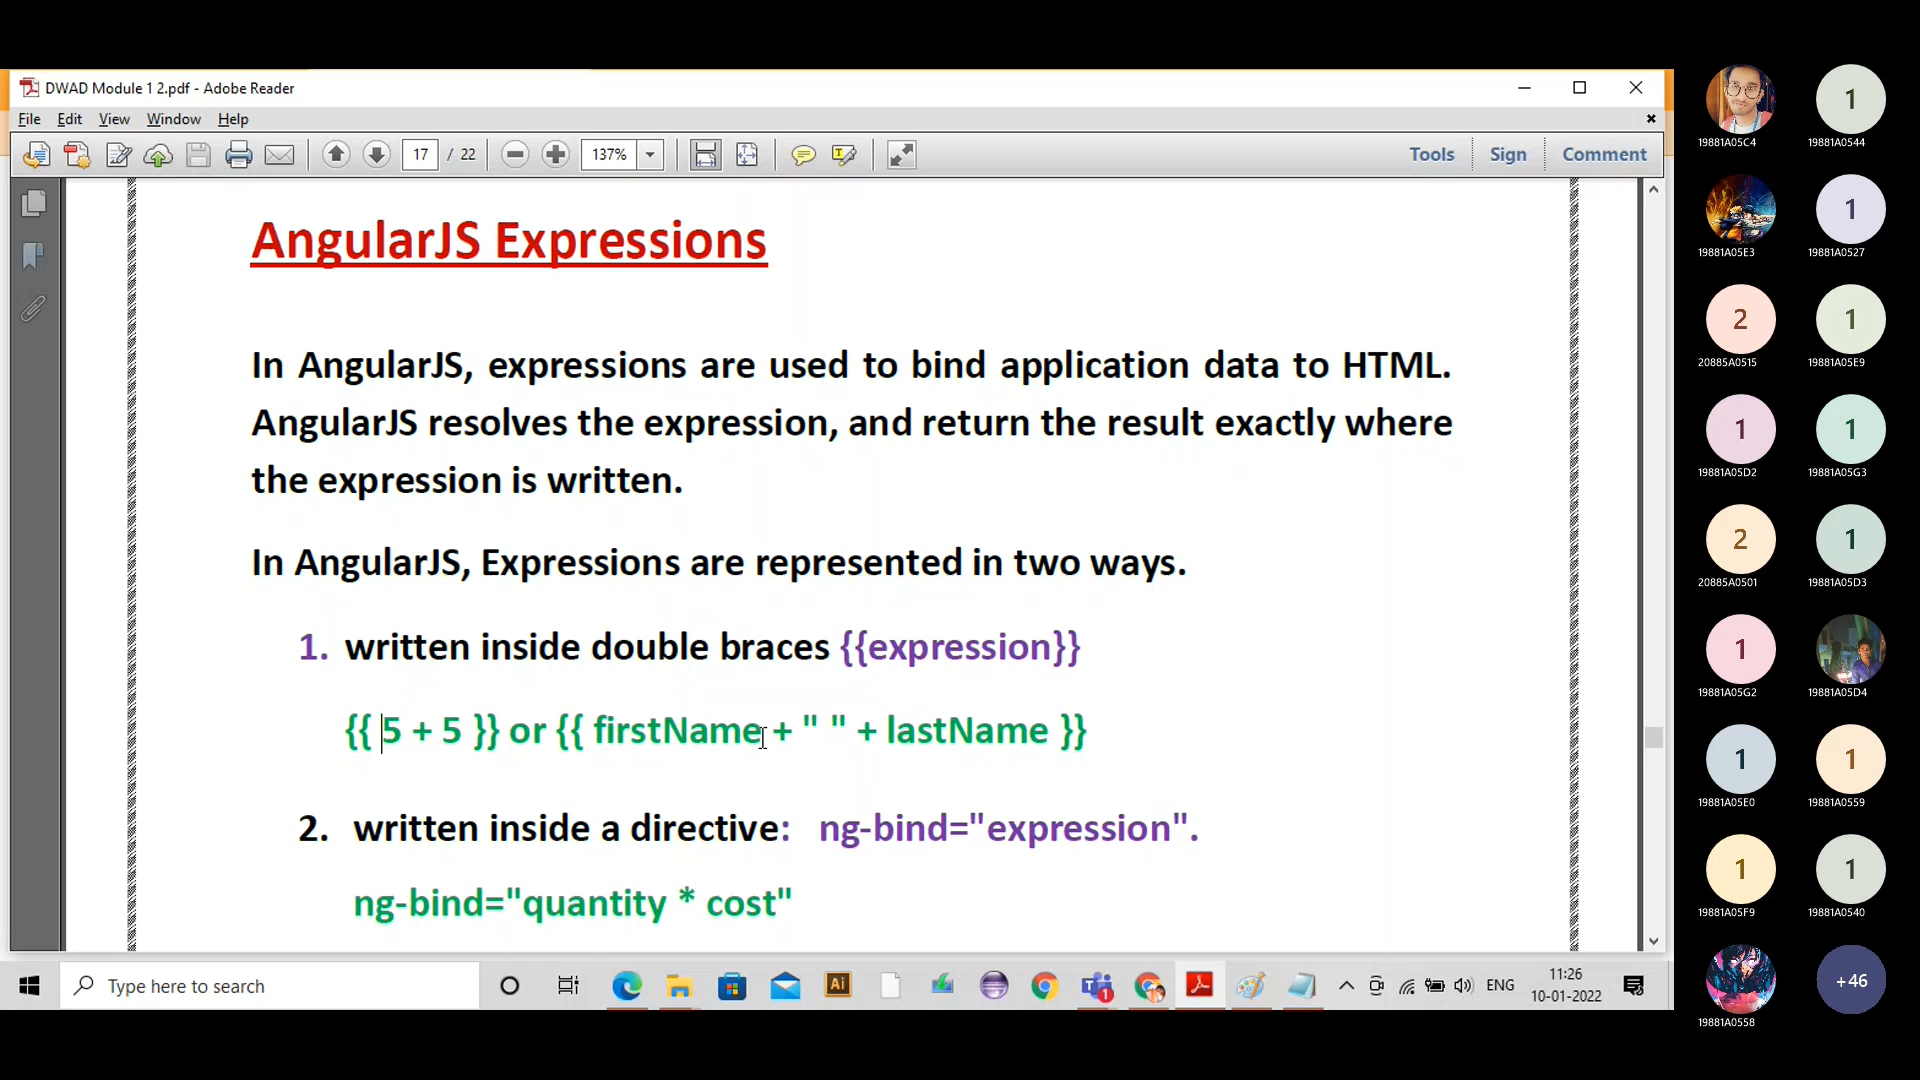 DWAD Module 1 2.pdf - Adobe Reader
File Edit View Window Help
17 / 22 137% Tools Sign Comment
AngularJS Expressions
In AngularJS, expressions are used to bind application data to HTML.
AngularJS resolves the expression, and return the result exactly where
the expression is written.
In AngularJS, Expressions are represented in two ways.
1. written inside double braces {{expression}}
{{ 5 + 5 }} or {{ firstName + " " + lastName }}
2. written inside a directive: ng-bind="expression".
ng-bind="quantity * cost"
Type here to search
Ai
1
ENG
11:26
10-01-2022
1
19881A05C4 19881A0544
1
19881A05E3 19881A0527
2 1
20885A0515 19881A05E9
1 1
19881A05D2 19881A05G3
2 1
20885A0501 19881A05D3
1
19881A05G2 19881A05D4
1 1
19881A05E0 19881A0559
1 1
19881A05F9 19881A0540
+46
19881A0558